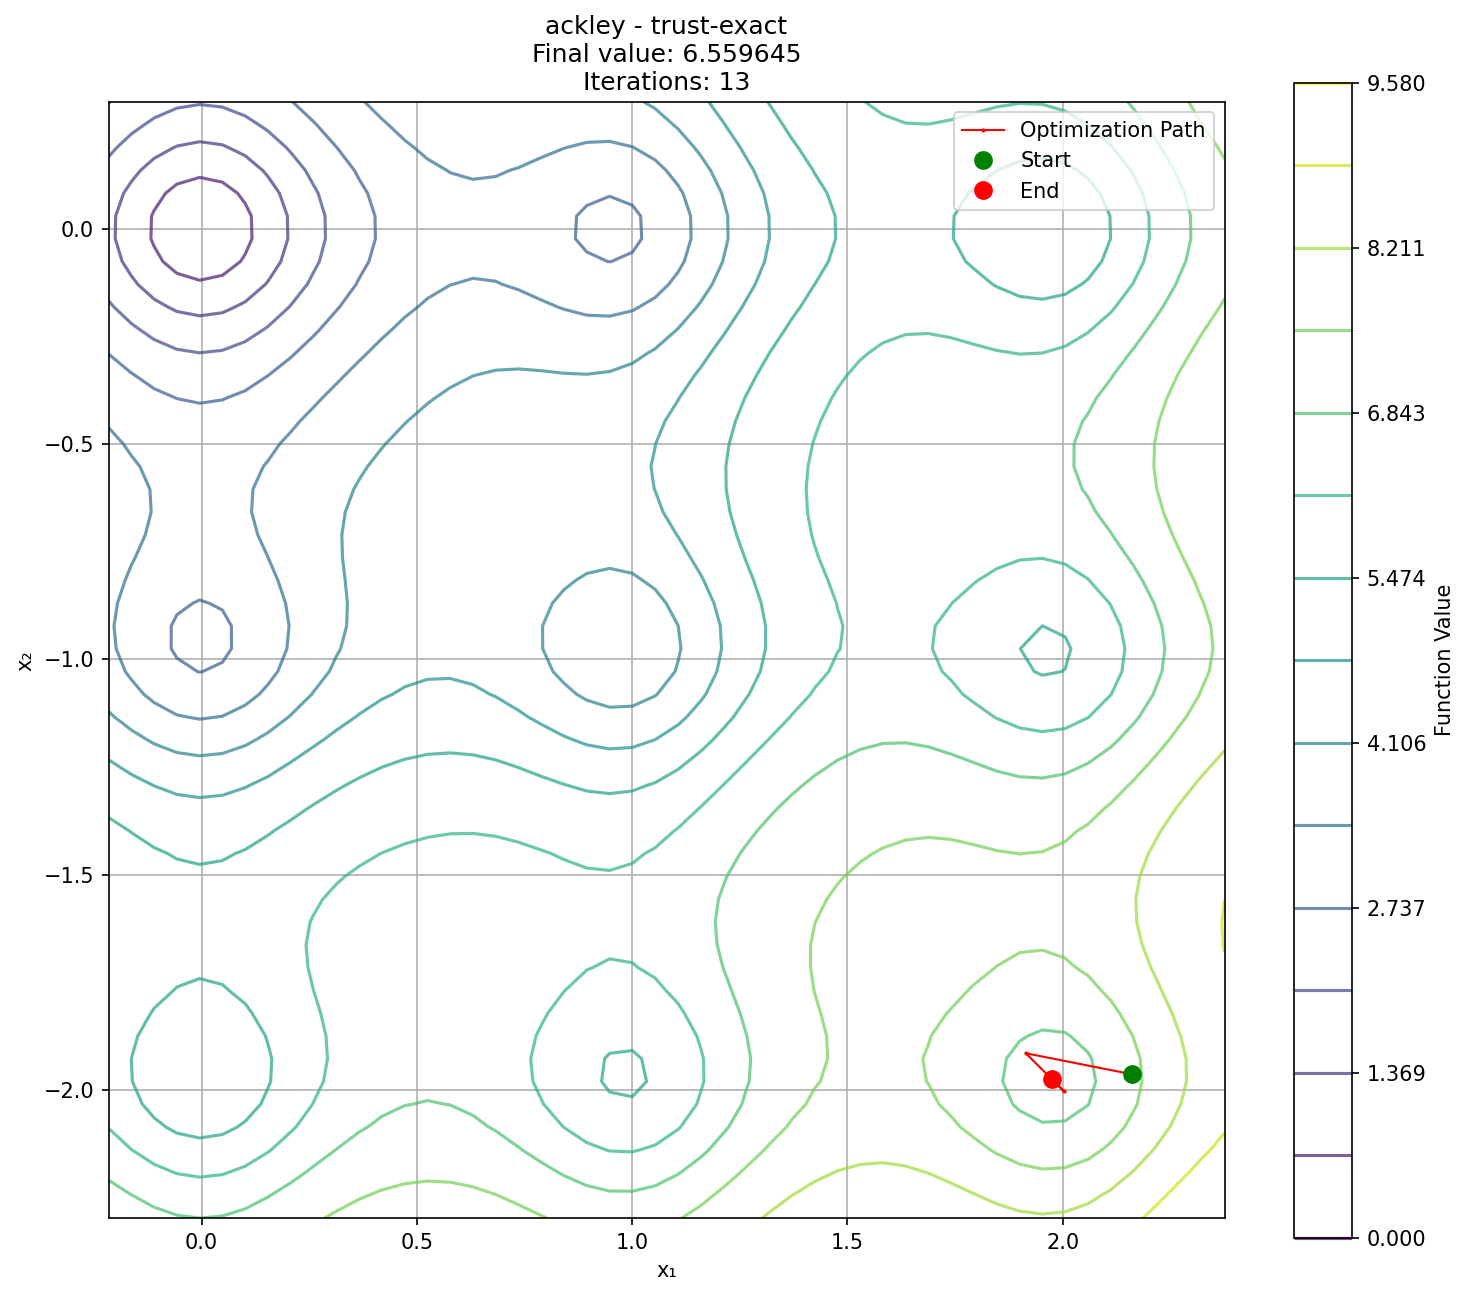 ackley - trust-exact
Final value: 6.559645
Iterations: 13
Optimization Path
Start
End
0.0
−0.5
−1.0
−1.5
−2.0
x₂
0.0
0.5
1.0
1.5
2.0
x₁
9.580
8.211
6.843
5.474
4.106
2.737
1.369
0.000
Function Value